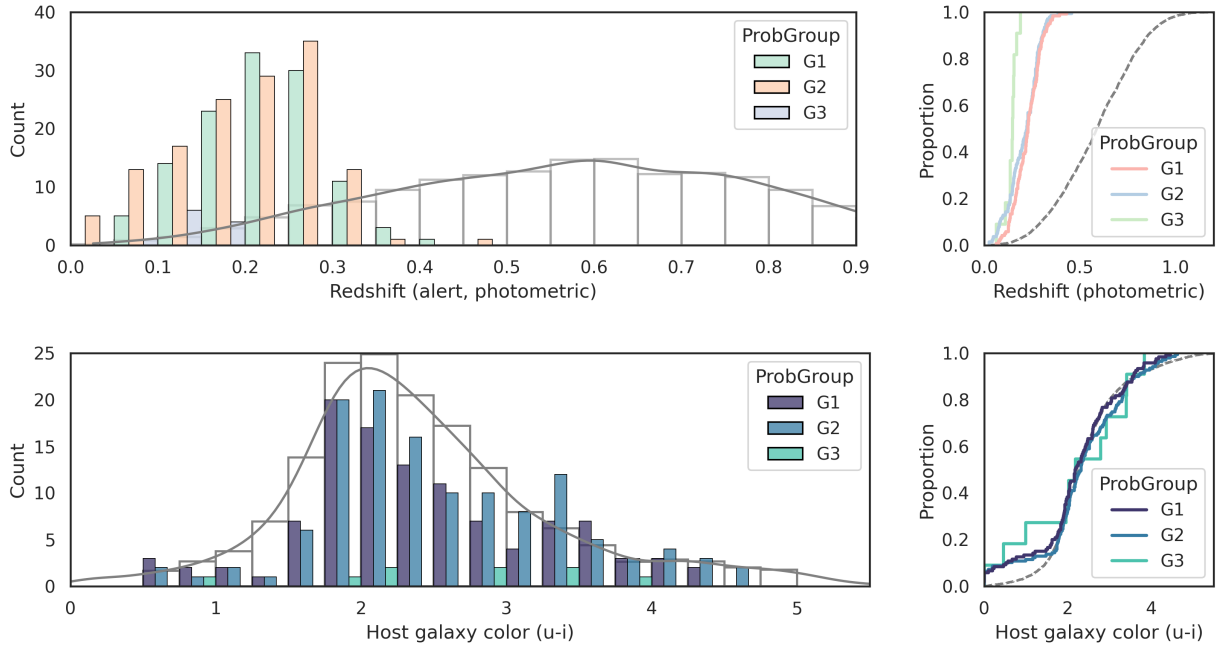 40
30
20
10
0
Count
0.0 0.1 0.2 0.3 0.4 0.5 0.6 0.7 0.8 0.9
Redshift (alert, photometric)
ProbGroup
G1
G2
G3
1.0
0.8
0.6
0.4
0.2
0.0
Proportion
0.0 0.5 1.0
Redshift (photometric)
ProbGroup
G1
G2
G3
25
20
15
10
5
0
Count
0 1 2 3 4 5
Host galaxy color (u-i)
ProbGroup
G1
G2
G3
1.0
0.8
0.6
0.4
0.2
0.0
Proportion
0 2 4
Host galaxy color (u-i)
ProbGroup
G1
G2
G3